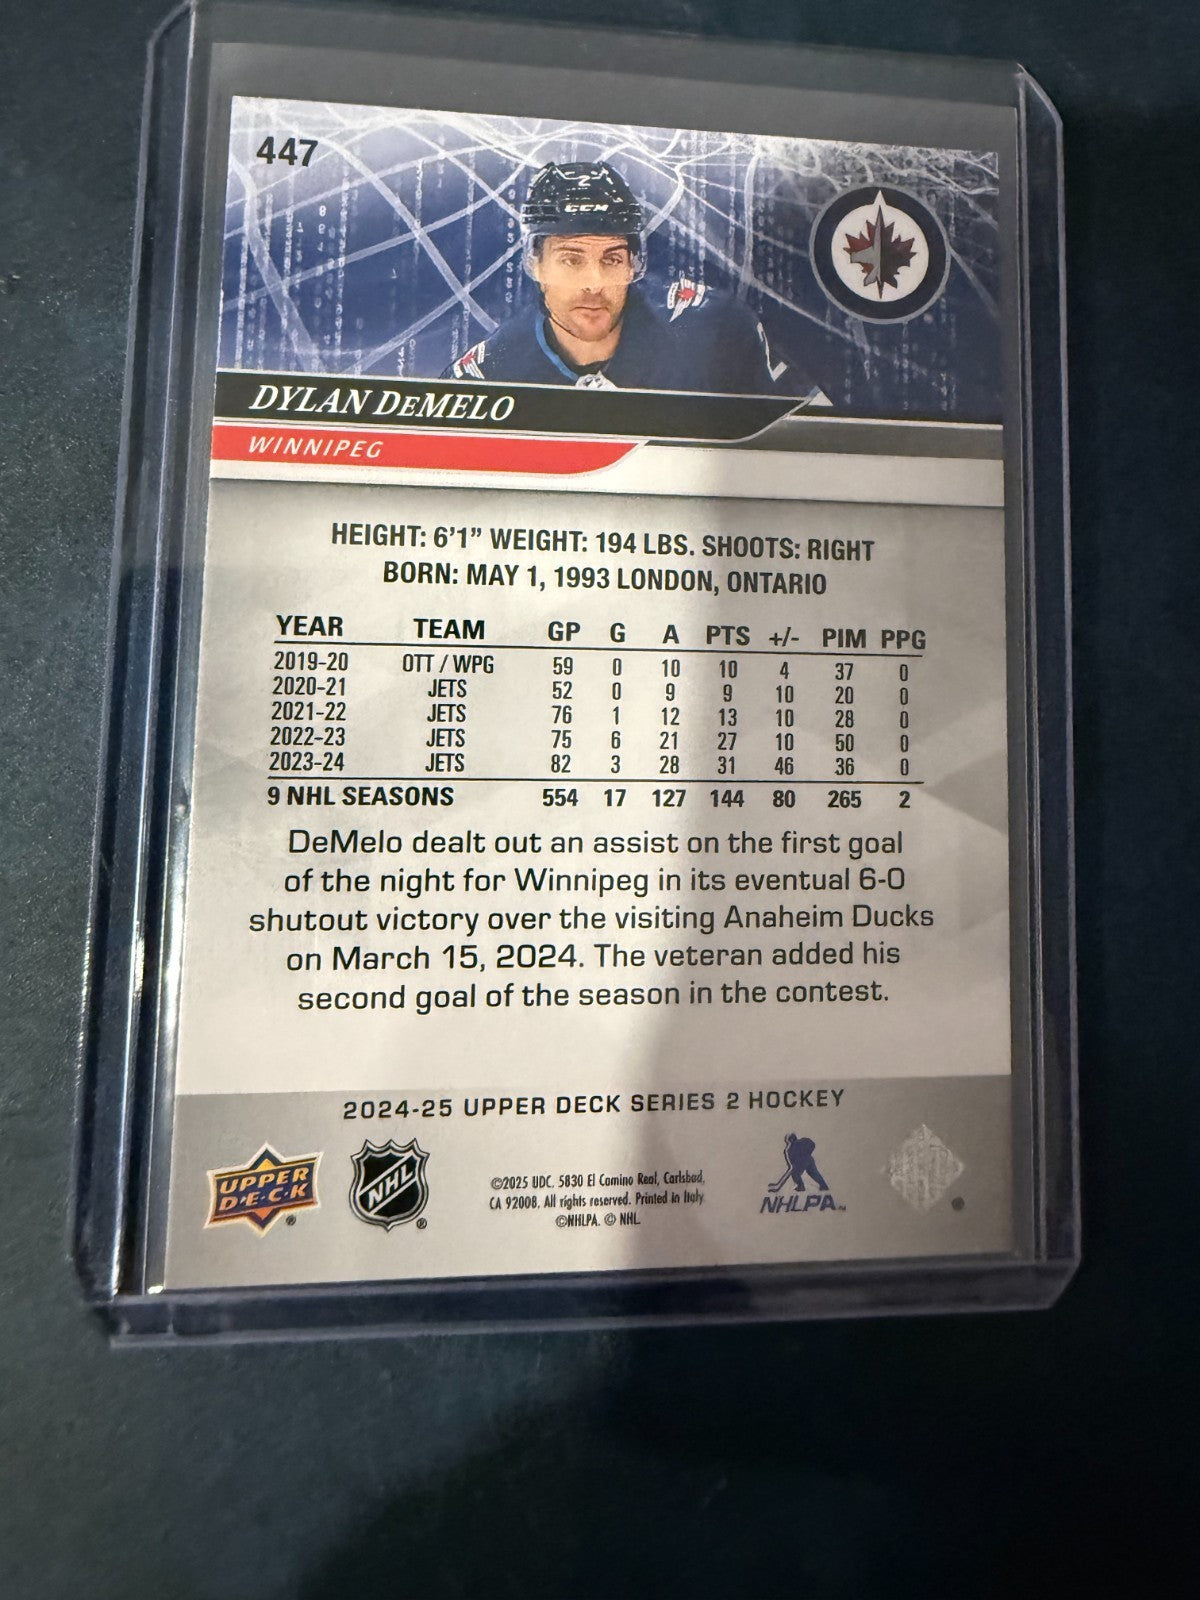 447
2
CCM
2
DYLAN DEMELO
WINNIPEG
HEIGHT: 6'1" WEIGHT: 194 LBS. SHOOTS: RIGHT
BORN: MAY 1, 1993 LONDON, ONTARIO
YEAR TEAM GP G A PTS +/- PIM PPG
2019-20 OTT / WPG 59 0 10 10 4 37 0
2020-21 JETS 52 0 9 9 10 20 0
2021-22 JETS 76 1 12 13 10 28 0
2022-23 JETS 75 6 21 27 10 50 0
2023-24 JETS 82 3 28 31 46 36 0
9 NHL SEASONS 554 17 127 144 80 265 2
DeMelo dealt out an assist on the first goal
of the night for Winnipeg in its eventual 6-0
shutout victory over the visiting Anaheim Ducks
on March 15, 2024. The veteran added his
second goal of the season in the contest.
2024-25 UPPER DECK SERIES 2 HOCKEY
UPPER DECK ®
NHL ®
©2025 UDC. 5830 El Camino Real, Carlsbad,
CA 92008. All rights reserved. Printed in Italy.
©NHLPA. © NHL.
NHLPA™